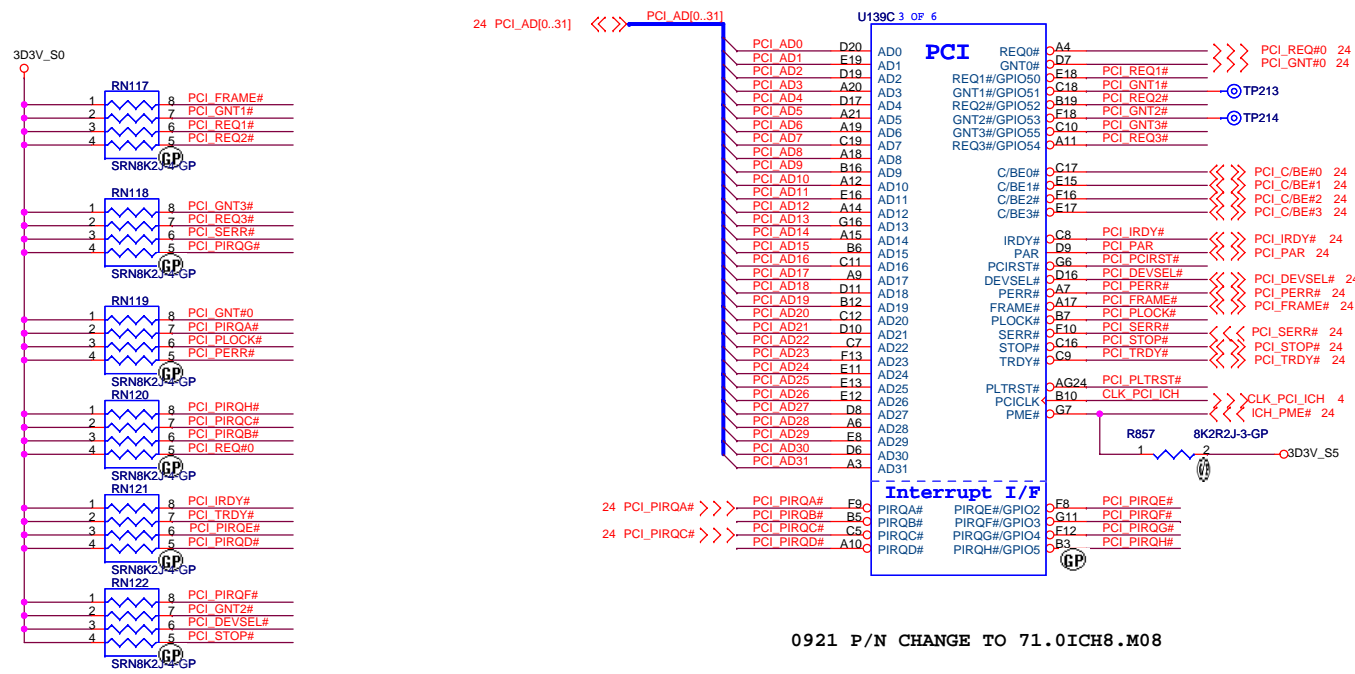 3D3V_S0
RN117
1 8 PCI_FRAME#
2 7 PCI_GNT1#
3 6 PCI_REQ1#
4 5 PCI_REQ2#
GP
SRN8K2J-4-GP
RN118
1 8 PCI_GNT3#
2 7 PCI_REQ3#
3 6 PCI_SERR#
4 5 PCI_PIRQG#
GP
SRN8K2J-4-GP
RN119
1 8 PCI_GNT#0
2 7 PCI_PIRQA#
3 6 PCI_PLOCK#
4 5 PCI_PERR#
GP
SRN8K2J-4-GP
RN120
1 8 PCI_PIRQH#
2 7 PCI_PIRQC#
3 6 PCI_PIRQB#
4 5 PCI_REQ#0
GP
SRN8K2J-4-GP
RN121
1 8 PCI_IRDY#
2 7 PCI_TRDY#
3 6 PCI_PIRQE#
4 5 PCI_PIRQD#
GP
SRN8K2J-4-GP
RN122
1 8 PCI_PIRQF#
2 7 PCI_GNT2#
3 6 PCI_DEVSEL#
4 5 PCI_STOP#
GP
SRN8K2J-4-GP
24 PCI_AD[0..31] PCI_AD[0..31]
U139C 3 OF 6
PCI
PCI_AD0 D20 AD0
PCI_AD1 E19 AD1
PCI_AD2 D19 AD2
PCI_AD3 A20 AD3
PCI_AD4 D17 AD4
PCI_AD5 A21 AD5
PCI_AD6 A19 AD6
PCI_AD7 C19 AD7
PCI_AD8 A18 AD8
PCI_AD9 B16 AD9
PCI_AD10 A12 AD10
PCI_AD11 E16 AD11
PCI_AD12 A14 AD12
PCI_AD13 G16 AD13
PCI_AD14 A15 AD14
PCI_AD15 B6 AD15
PCI_AD16 C11 AD16
PCI_AD17 A9 AD17
PCI_AD18 D11 AD18
PCI_AD19 B12 AD19
PCI_AD20 C12 AD20
PCI_AD21 D10 AD21
PCI_AD22 C7 AD22
PCI_AD23 F13 AD23
PCI_AD24 E11 AD24
PCI_AD25 E13 AD25
PCI_AD26 E12 AD26
PCI_AD27 D8 AD27
PCI_AD28 A6 AD28
PCI_AD29 E8 AD29
PCI_AD30 D6 AD30
PCI_AD31 A3 AD31
REQ0# A4 PCI_REQ#0 24
GNT0# D7 PCI_GNT#0 24
REQ1#/GPIO50 E18 PCI_REQ1#
GNT1#/GPIO51 C18 PCI_GNT1# TP213
REQ2#/GPIO52 B19 PCI_REQ2#
GNT2#/GPIO53 F18 PCI_GNT2# TP214
GNT3#/GPIO55 C10 PCI_GNT3#
REQ3#/GPIO54 A11 PCI_REQ3#
C/BE0# C17 PCI_C/BE#0 24
C/BE1# E15 PCI_C/BE#1 24
C/BE2# F16 PCI_C/BE#2 24
C/BE3# E17 PCI_C/BE#3 24
IRDY# C8 PCI_IRDY# PCI_IRDY# 24
PAR D9 PCI_PAR PCI_PAR 24
PCIRST# G6 PCI_PCIRST#
DEVSEL# D16 PCI_DEVSEL# PCI_DEVSEL# 24
PERR# A7 PCI_PERR# PCI_PERR# 24
FRAME# A17 PCI_FRAME# PCI_FRAME# 24
PLOCK# B7 PCI_PLOCK#
SERR# F10 PCI_SERR# PCI_SERR# 24
STOP# C16 PCI_STOP# PCI_STOP# 24
TRDY# C9 PCI_TRDY# PCI_TRDY# 24
PLTRST# AG24 PCI_PLTRST#
PCICLK B10 CLK_PCI_ICH CLK_PCI_ICH 4
PME# G7 ICH_PME# 24
R857 8K2R2J-3-GP
1 2 3D3V_S5
Interrupt I/F
24 PCI_PIRQA# PCI_PIRQA# F9 PIRQA# PIRQE#/GPIO2 F8 PCI_PIRQE#
PCI_PIRQB# B5 PIRQB# PIRQF#/GPIO3 G11 PCI_PIRQF#
24 PCI_PIRQC# PCI_PIRQC# C5 PIRQC# PIRQG#/GPIO4 F12 PCI_PIRQG#
PCI_PIRQD# A10 PIRQD# PIRQH#/GPIO5 B3 PCI_PIRQH#
GP
0921 P/N CHANGE TO 71.0ICH8.M08